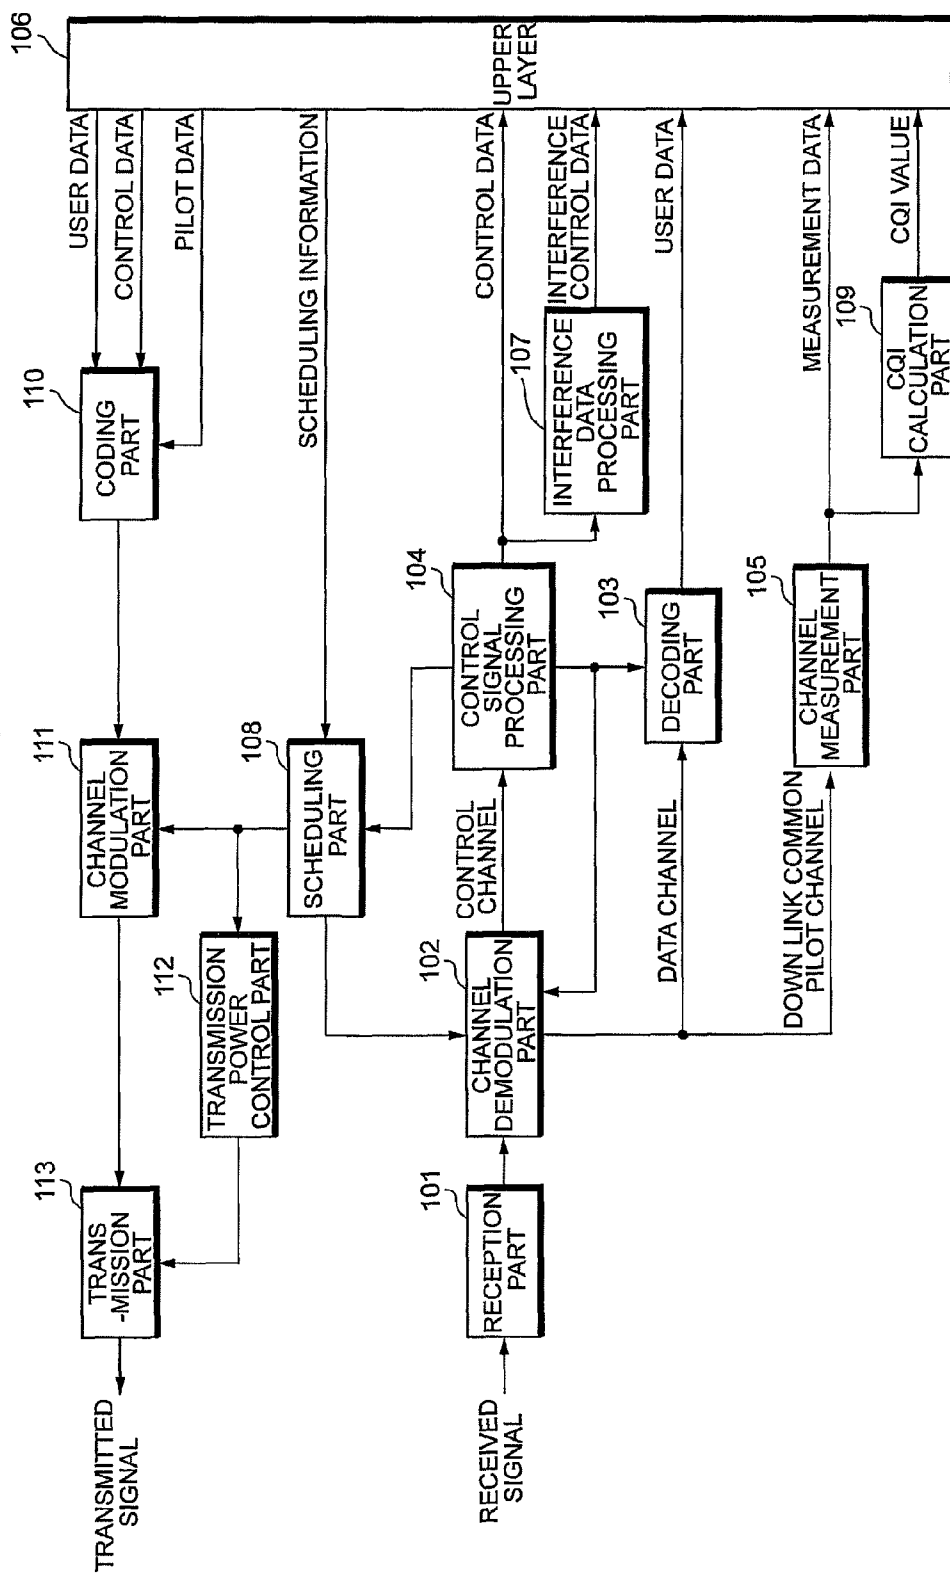 TRANSMITTED
SIGNAL
113
TRANS
-MISSION
PART
111
CHANNEL
MODULATION
PART
110
CODING
PART
USER DATA
CONTROL DATA
PILOT DATA
106
UPPER
LAYER
112
TRANSMISSION
POWER
CONTROL PART
108
SCHEDULING
PART
SCHEDULING INFORMATION
RECEIVED
SIGNAL
101
RECEPTION
PART
102
CHANNEL
DEMODULATION
PART
CONTROL
CHANNEL
104
CONTROL
SIGNAL
PROCESSING
PART
CONTROL DATA
107
INTERFERENCE
DATA
PROCESSING
PART
INTERFERENCE
CONTROL DATA
DATA CHANNEL
103
DECODING
PART
USER DATA
DOWN LINK COMMON
PILOT CHANNEL
105
CHANNEL
MEASUREMENT
PART
MEASUREMENT DATA
109
CQI
CALCULATION
PART
CQI VALUE